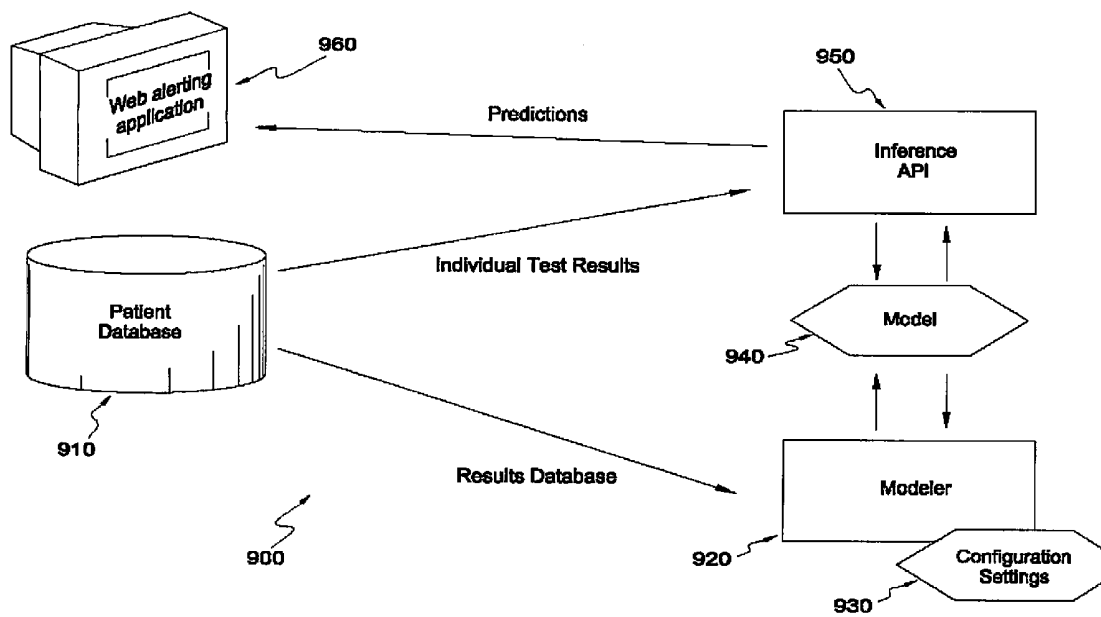 960
Web alerting
application
950
Predictions
Inference
API
Individual Test Results
Patient
Database
Model
940
910
Results Database
Modeler
900
920
Configuration
Settings
930